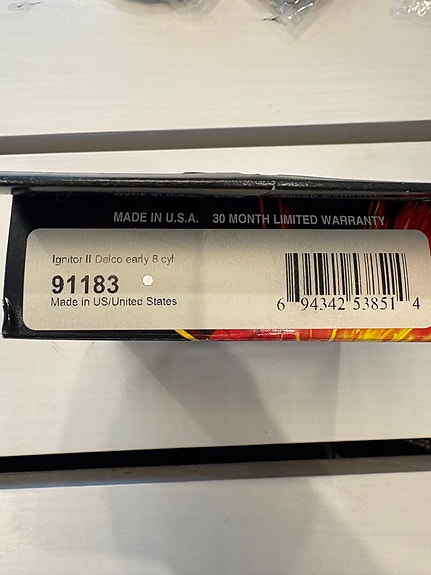 MADE IN U.S.A. 30 MONTH LIMITED WARRANTY
Ignitor II Delco early 8 cyl
91183
Made in US/United States
6 94342 53851 4